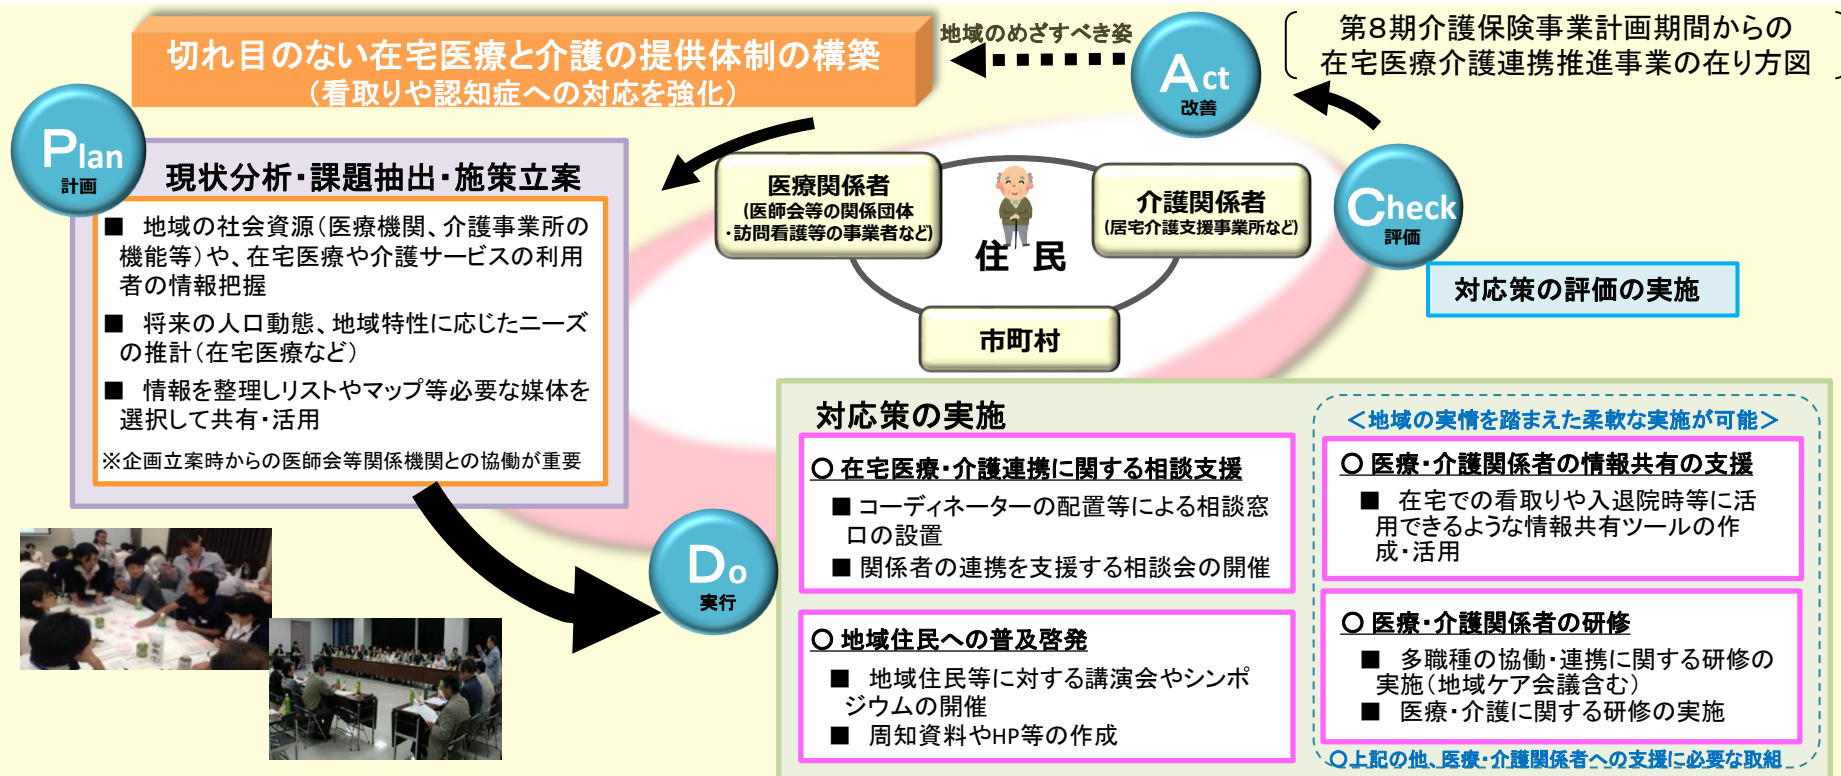 切れ目のない在宅医療と介護の提供体制の構築
（看取りや認知症への対応を強化）
地域のめざすべき姿
Act
改善
第８期介護保険事業計画期間からの
在宅医療介護連携推進事業の在り方図
Plan
計画
現状分析・課題抽出・施策立案
■ 地域の社会資源（医療機関、介護事業所の
機能等）や、在宅医療や介護サービスの利用
者の情報把握
■ 将来の人口動態、地域特性に応じたニーズ
の推計（在宅医療など）
■ 情報を整理しリストやマップ等必要な媒体を
選択して共有・活用
※企画立案時からの医師会等関係機関との協働が重要
医療関係者
(医師会等の関係団体
・訪問看護等の事業者など)
住 民
介護関係者
(居宅介護支援事業所など)
市町村
Check
評価
対応策の評価の実施
Do
実行
対応策の実施
〇 在宅医療・介護連携に関する相談支援
■ コーディネーターの配置等による相談窓
口の設置
■ 関係者の連携を支援する相談会の開催
〇 地域住民への普及啓発
■ 地域住民等に対する講演会やシンポ
ジウムの開催
■ 周知資料やHP等の作成
＜地域の実情を踏まえた柔軟な実施が可能＞
〇 医療・介護関係者の情報共有の支援
■ 在宅での看取りや入退院時等に活
用できるような情報共有ツールの作
成・活用
〇 医療・介護関係者の研修
■ 多職種の協働・連携に関する研修の
実施（地域ケア会議含む）
■ 医療・介護に関する研修の実施
〇上記の他、医療・介護関係者への支援に必要な取組